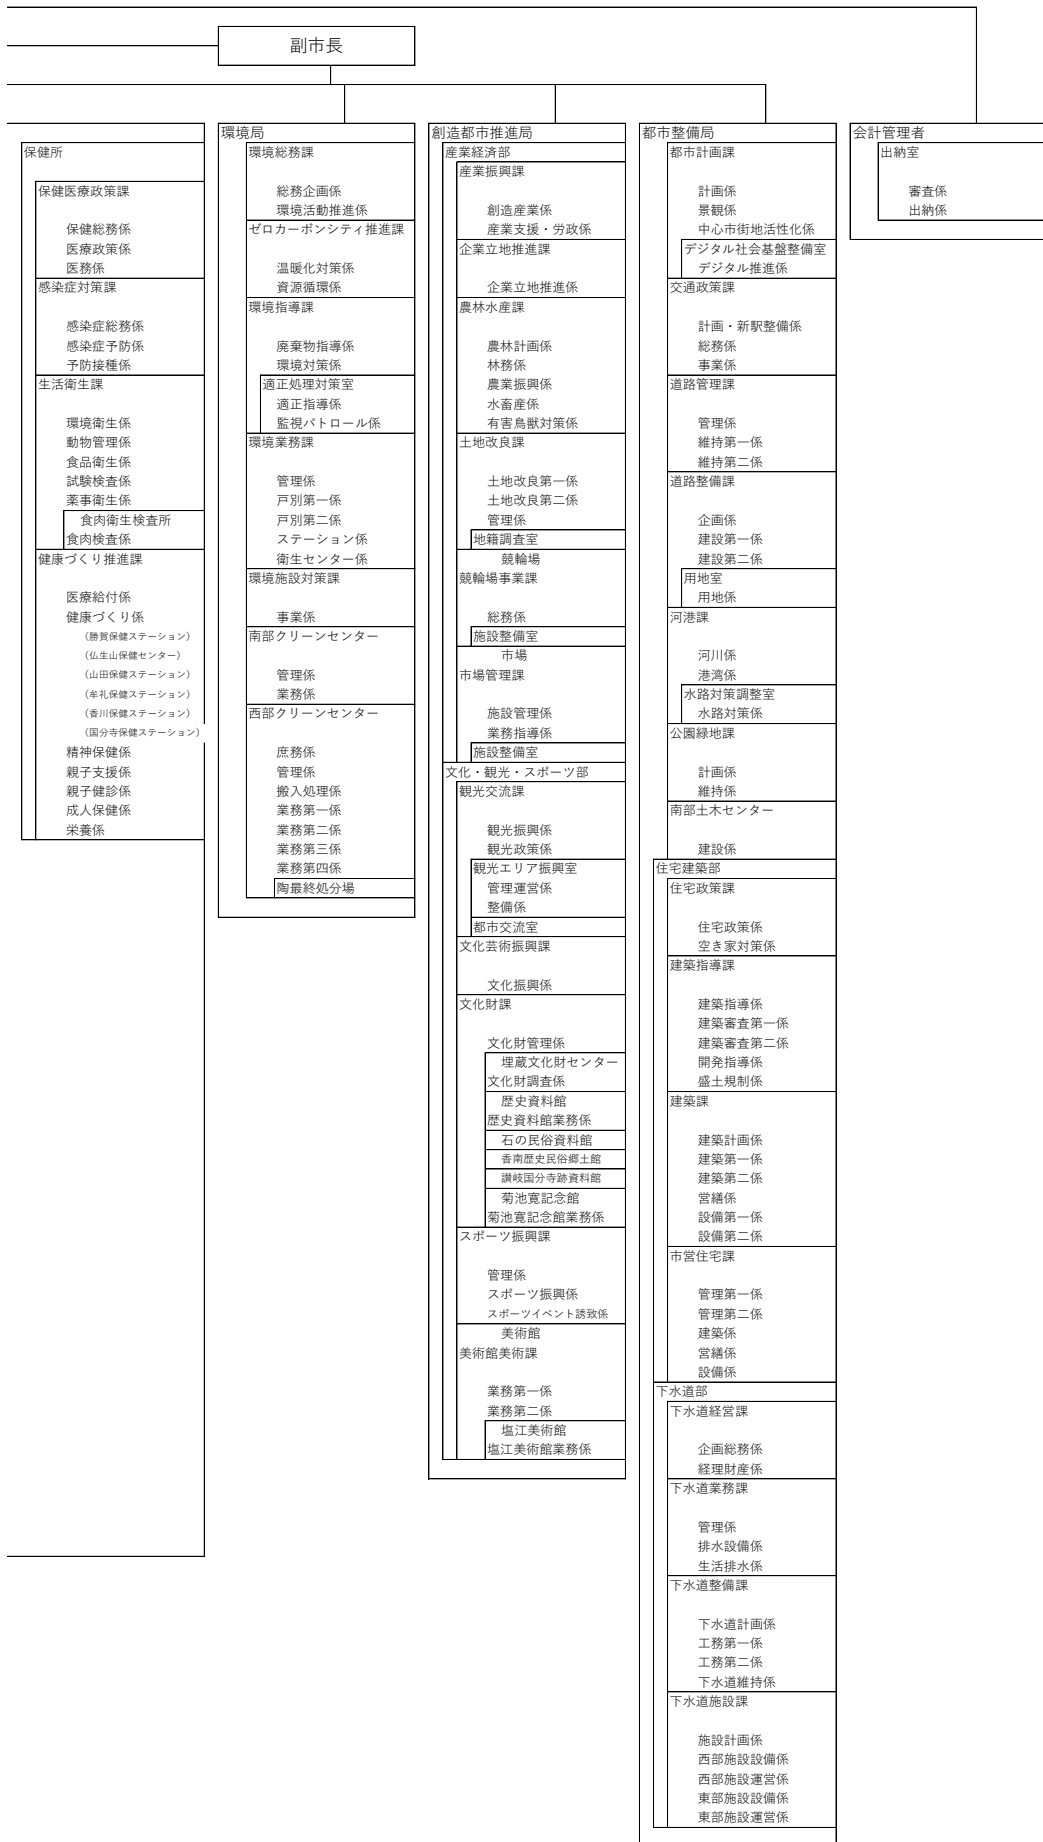 副市長
保健所
保健医療政策課
保健総務係
医療政策係
医務係
感染症対策課
感染症総務係
感染症予防係
予防接種係
生活衛生課
環境衛生係
動物管理係
食品衛生係
試験検査係
薬事衛生係
食肉衛生検査所
食肉検査係
健康づくり推進課
医療給付係
健康づくり係
（勝賀保健ステーション）
（仏生山保健センター）
（山田保健ステーション）
（牟礼保健ステーション）
（香川保健ステーション）
（国分寺保健ステーション）
精神保健係
親子支援係
親子健診係
成人保健係
栄養係
環境局
環境総務課
総務企画係
環境活動推進係
ゼロカーボンシティ推進課
温暖化対策係
資源循環係
環境指導課
廃棄物指導係
環境対策係
適正処理対策室
適正指導係
監視パトロール係
環境業務課
管理係
戸別第一係
戸別第二係
ステーション係
衛生センター係
環境施設対策課
事業係
南部クリーンセンター
管理係
業務係
西部クリーンセンター
庶務係
管理係
搬入処理係
業務第一係
業務第二係
業務第三係
業務第四係
陶最終処分場
創造都市推進局
産業経済部
産業振興課
創造産業係
産業支援・労政係
企業立地推進課
企業立地推進係
農林水産課
農林計画係
林務係
農業振興係
水畜産係
有害鳥獣対策係
土地改良課
土地改良第一係
土地改良第二係
管理係
地籍調査室
競輪場
競輪場事業課
総務係
施設整備室
市場
市場管理課
施設管理係
業務指導係
施設整備室
文化・観光・スポーツ部
観光交流課
観光振興係
観光政策係
観光エリア振興室
管理運営係
整備係
都市交流室
文化芸術振興課
文化振興係
文化財課
文化財管理係
埋蔵文化財センター
文化財調査係
歴史資料館
歴史資料館業務係
石の民俗資料館
香南歴史民俗郷土館
讃岐国分寺跡資料館
菊池寛記念館
菊池寛記念館業務係
スポーツ振興課
管理係
スポーツ振興係
スポーツイベント誘致係
美術館
美術館美術課
業務第一係
業務第二係
塩江美術館
塩江美術館業務係
都市整備局
都市計画課
計画係
景観係
中心市街地活性化係
デジタル社会基盤整備室
デジタル推進係
交通政策課
計画・新駅整備係
総務係
事業係
道路管理課
管理係
維持第一係
維持第二係
道路整備課
企画係
建設第一係
建設第二係
用地室
用地係
河港課
河川係
港湾係
水路対策調整室
水路対策係
公園緑地課
計画係
維持係
南部土木センター
建設係
住宅建築部
住宅政策課
住宅政策係
空き家対策係
建築指導課
建築指導係
建築審査第一係
建築審査第二係
開発指導係
盛土規制係
建築課
建築計画係
建築第一係
建築第二係
営繕係
設備第一係
設備第二係
市営住宅課
管理第一係
管理第二係
建築係
営繕係
設備係
下水道部
下水道経営課
企画総務係
経理財産係
下水道業務課
管理係
排水設備係
生活排水係
下水道整備課
下水道計画係
工務第一係
工務第二係
下水道維持係
下水道施設課
施設計画係
西部施設設備係
西部施設運営係
東部施設設備係
東部施設運営係
会計管理者
出納室
審査係
出納係